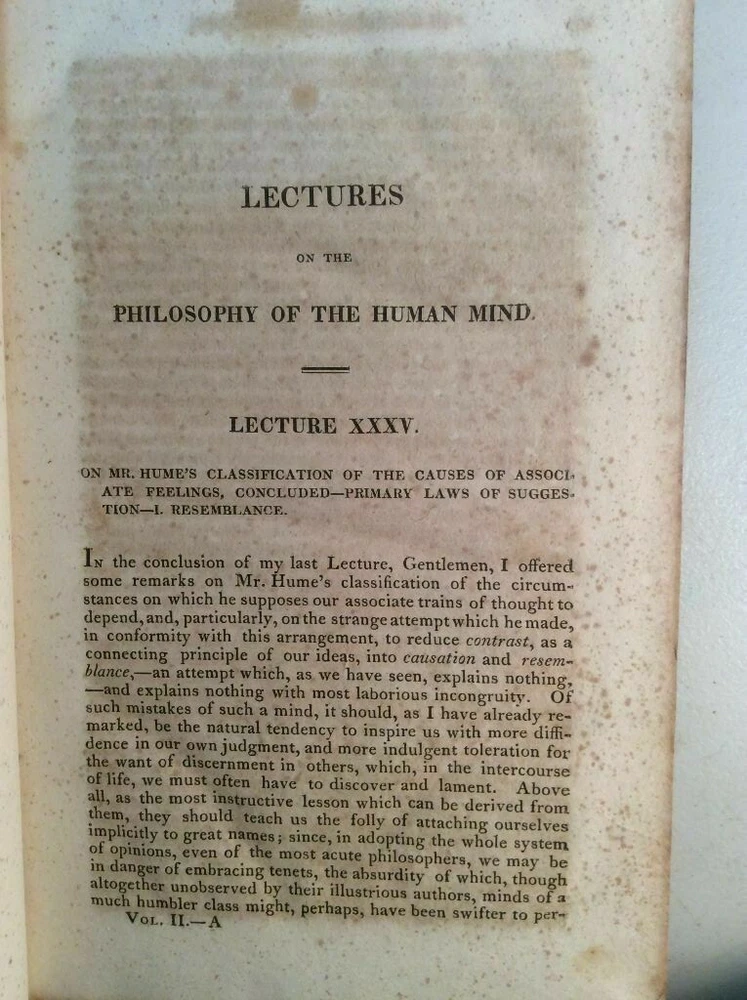 LECTURES
ON THE
PHILOSOPHY OF THE HUMAN MIND.
LECTURE XXXV.
ON MR. HUME'S CLASSIFICATION OF THE CAUSES OF ASSOCI-
ATE FEELINGS, CONCLUDED—PRIMARY LAWS OF SUGGES-
TION—I. RESEMBLANCE.
IN the conclusion of my last Lecture, Gentlemen, I offered
some remarks on Mr. Hume's classification of the circum-
stances on which he supposes our associate trains of thought to
depend, and, particularly, on the strange attempt which he made,
in conformity with this arrangement, to reduce contrast, as a
connecting principle of our ideas, into causation and resem-
blance,—an attempt which, as we have seen, explains nothing,
—and explains nothing with most laborious incongruity. Of
such mistakes of such a mind, it should, as I have already re-
marked, be the natural tendency to inspire us with more diffi-
dence in our own judgment, and more indulgent toleration for
the want of discernment in others, which, in the intercourse
of life, we must often have to discover and lament. Above
all, as the most instructive lesson which can be derived from
them, they should teach us the folly of attaching ourselves
implicitly to great names; since, in adopting the whole system
of opinions, even of the most acute philosophers, we may be
in danger of embracing tenets, the absurdity of which, though
altogether unobserved by their illustrious authors, minds of a
much humbler class might, perhaps, have been swifter to per-
VOL. II.—A